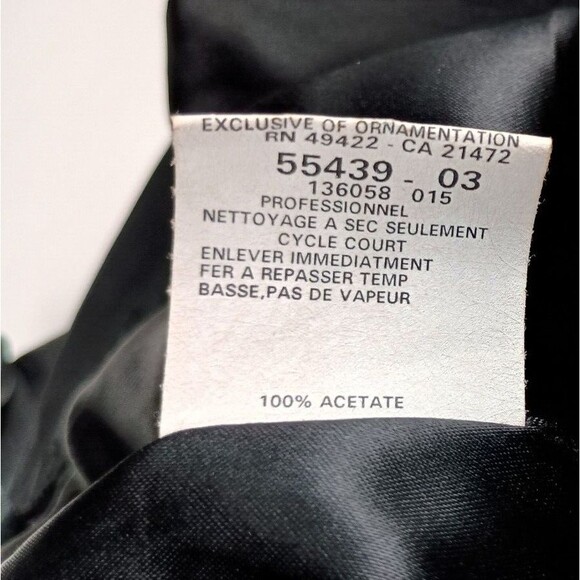 EXCLUSIVE OF ORNAMENTATION
RN 49422 - CA 21472
55439 - 03
136058 015
PROFESSIONNEL
NETTOYAGE A SEC SEULEMENT
CYCLE COURT
ENLEVER IMMEDIATMENT
FER A REPASSER TEMP
BASSE,PAS DE VAPEUR
100% ACETATE